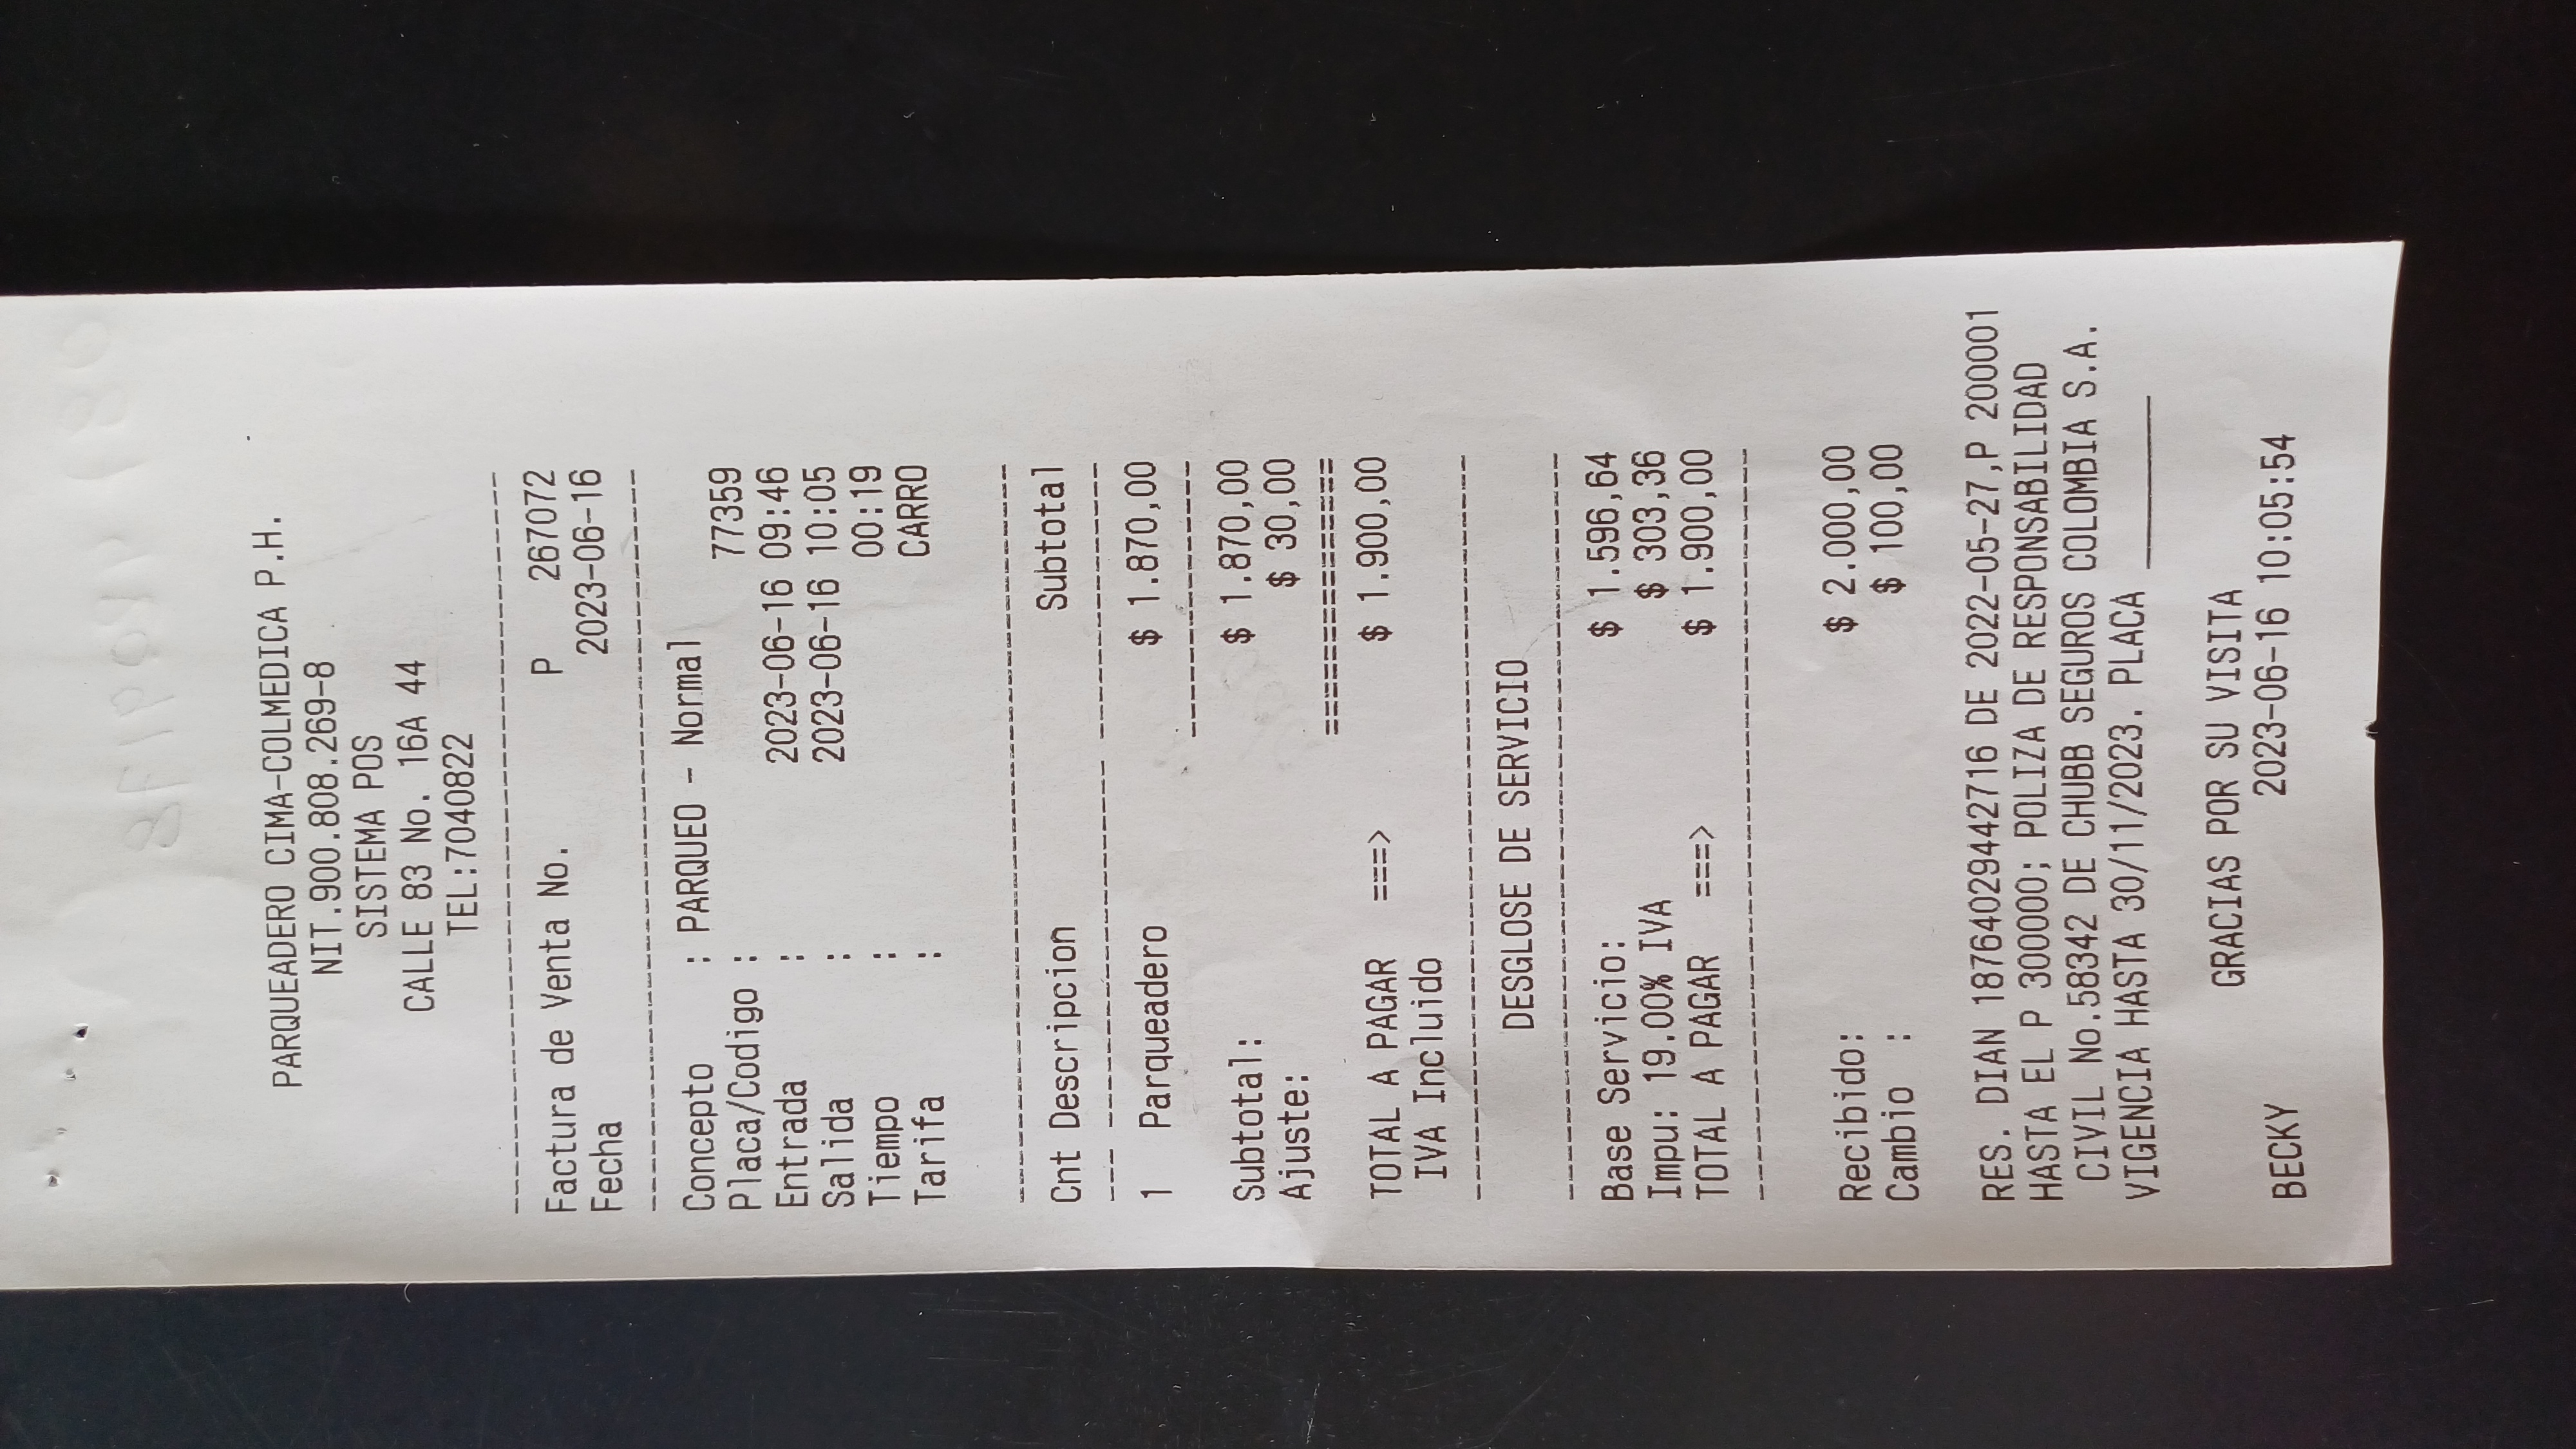 PARQUEADERO CIMA-COLMEDICA P.H.
NIT.900.808.269-8
SISTEMA POS
CALLE 83 No. 16A 44
TEL:70408 22
--------------------------------
Factura de Venta No. P 267072
Fecha 2023-06-16
--------------------------------
Concepto : PARQUEO - Normal
Placa/Codigo : 77359
Entrada : 2023-06-16 09:46
Salida : 2023-06-16 10:05
Tiempo : 00:19
Tarifa : CARRO
--------------------------------
Cnt Descripcion Subtotal
--- --------------- ------------
1 Parqueadero $ 1.870,00
------------
Subtotal: $ 1.870,00
Ajuste: $ 30,00
============
TOTAL A PAGAR ===> $ 1.900,00
IVA Incluido
--------------------------------
DESGLOSE DE SERVICIO
--------------------------------
Base Servicio: $ 1.596,64
Impu: 19.00% IVA $ 303,36
TOTAL A PAGAR ===> $ 1.900,00
--------------------------------
Recibido: $ 2.000,00
Cambio : $ 100,00
RES. DIAN 18764029442716 DE 2022-05-27,P 200001
HASTA EL P 300000; POLIZA DE RESPONSABILIDAD
CIVIL No.58342 DE CHUBB SEGUROS COLOMBIA S.A.
VIGENCIA HASTA 30/11/2023. PLACA ________
GRACIAS POR SU VISITA
BECKY 2023-06-16 10:05:54